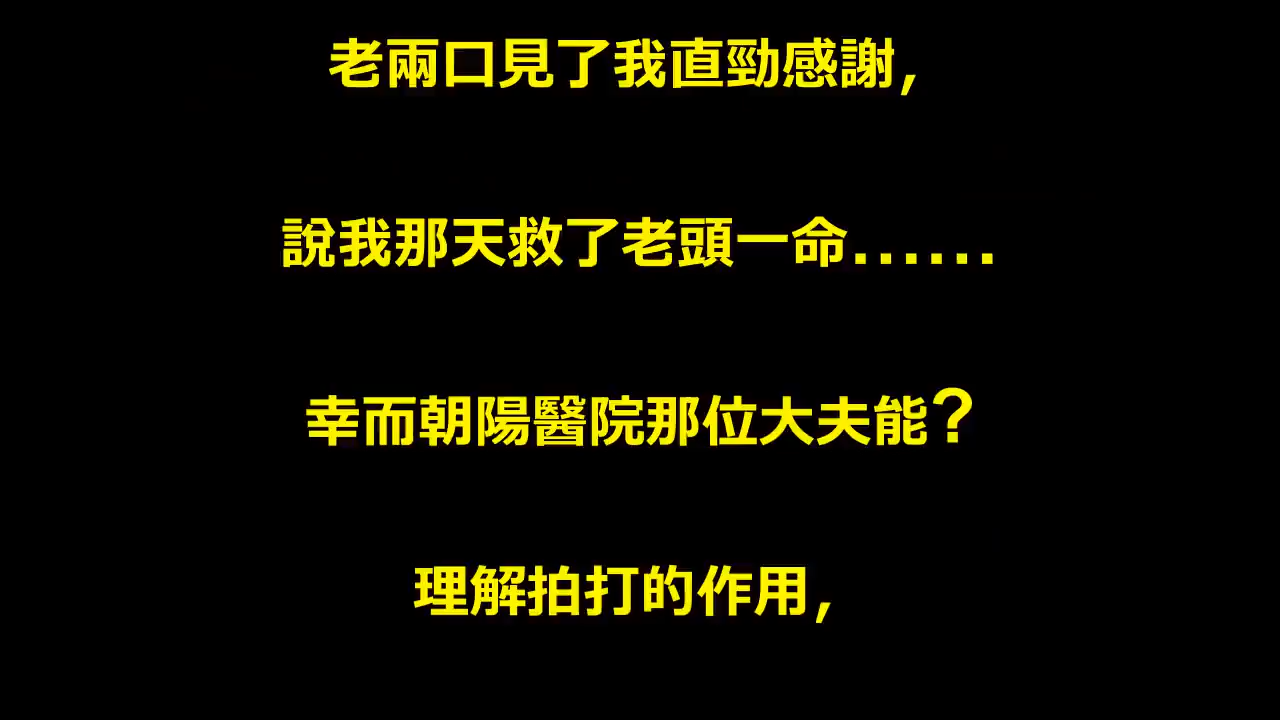 老兩口見了我直勁感謝，
說我那天救了老頭一命......
幸而朝陽醫院那位大夫能？
理解拍打的作用，